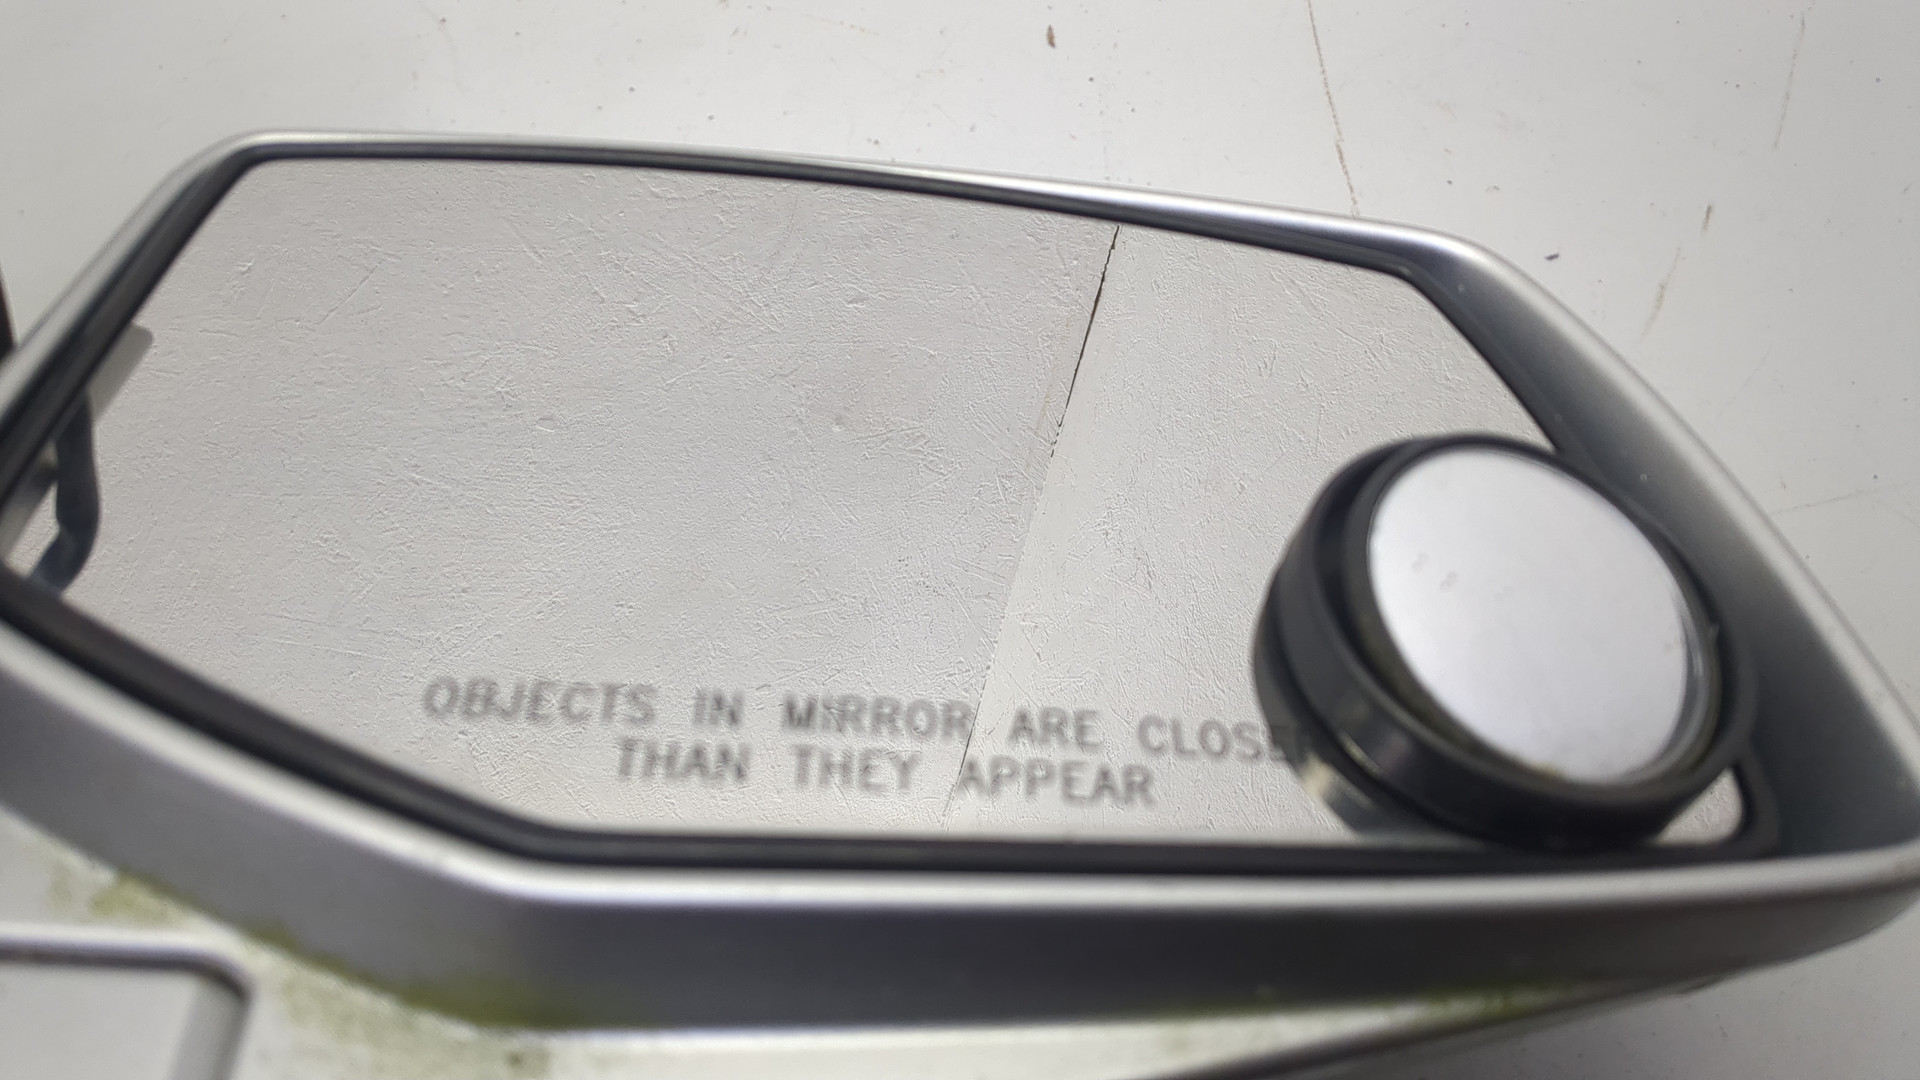 OBJECTS IN MIRROR ARE CLOSE
THAN THEY APPEAR